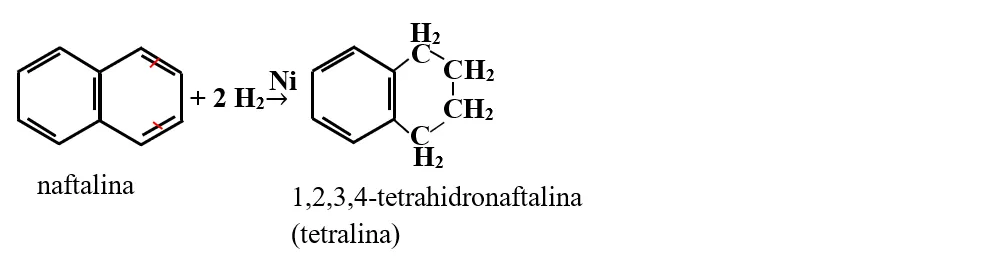 H₂
C
CH₂
Ni
+ 2 H₂→
CH₂
C
H₂
naftalina
1,2,3,4-tetrahidronaftalina
(tetralina)